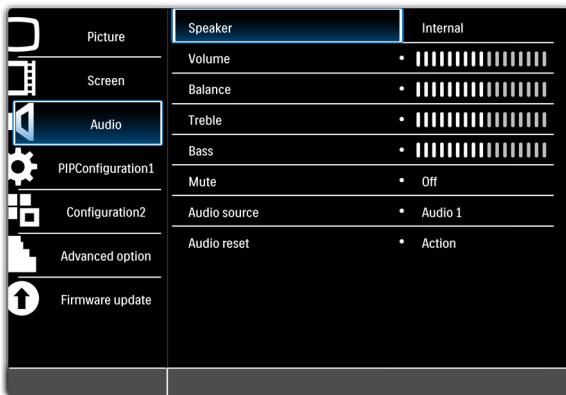 Picture
Screen
Audio
PIPConfiguration1
Configuration2
Advanced option
Firmware update
Speaker Internal
Volume •
Balance •
Treble •
Bass •
Mute • Off
Audio source • Audio 1
Audio reset • Action